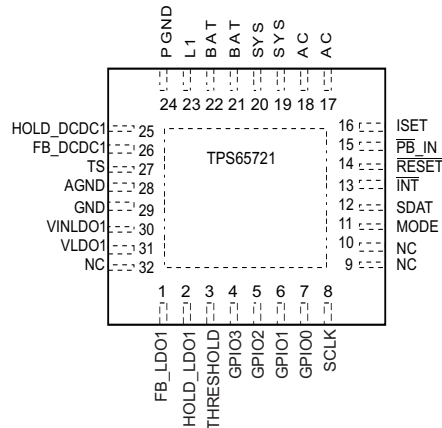 PGND
L1
BAT
BAT
SYS
SYS
AC
AC
24 23 22 21 20 19 18 17
HOLD_DCDC1 25
FB_DCDC1 26
TS 27
AGND 28
GND 29
VINLDO1 30
VLDO1 31
NC 32
TPS65721
16 ISET
15 PB_IN
14 RESET
13 INT
12 SDAT
11 MODE
10 NC
9 NC
1 2 3 4 5 6 7 8
FB_LDO1
HOLD_LDO1
THRESHOLD
GPIO3
GPIO2
GPIO1
GPIO0
SCLK